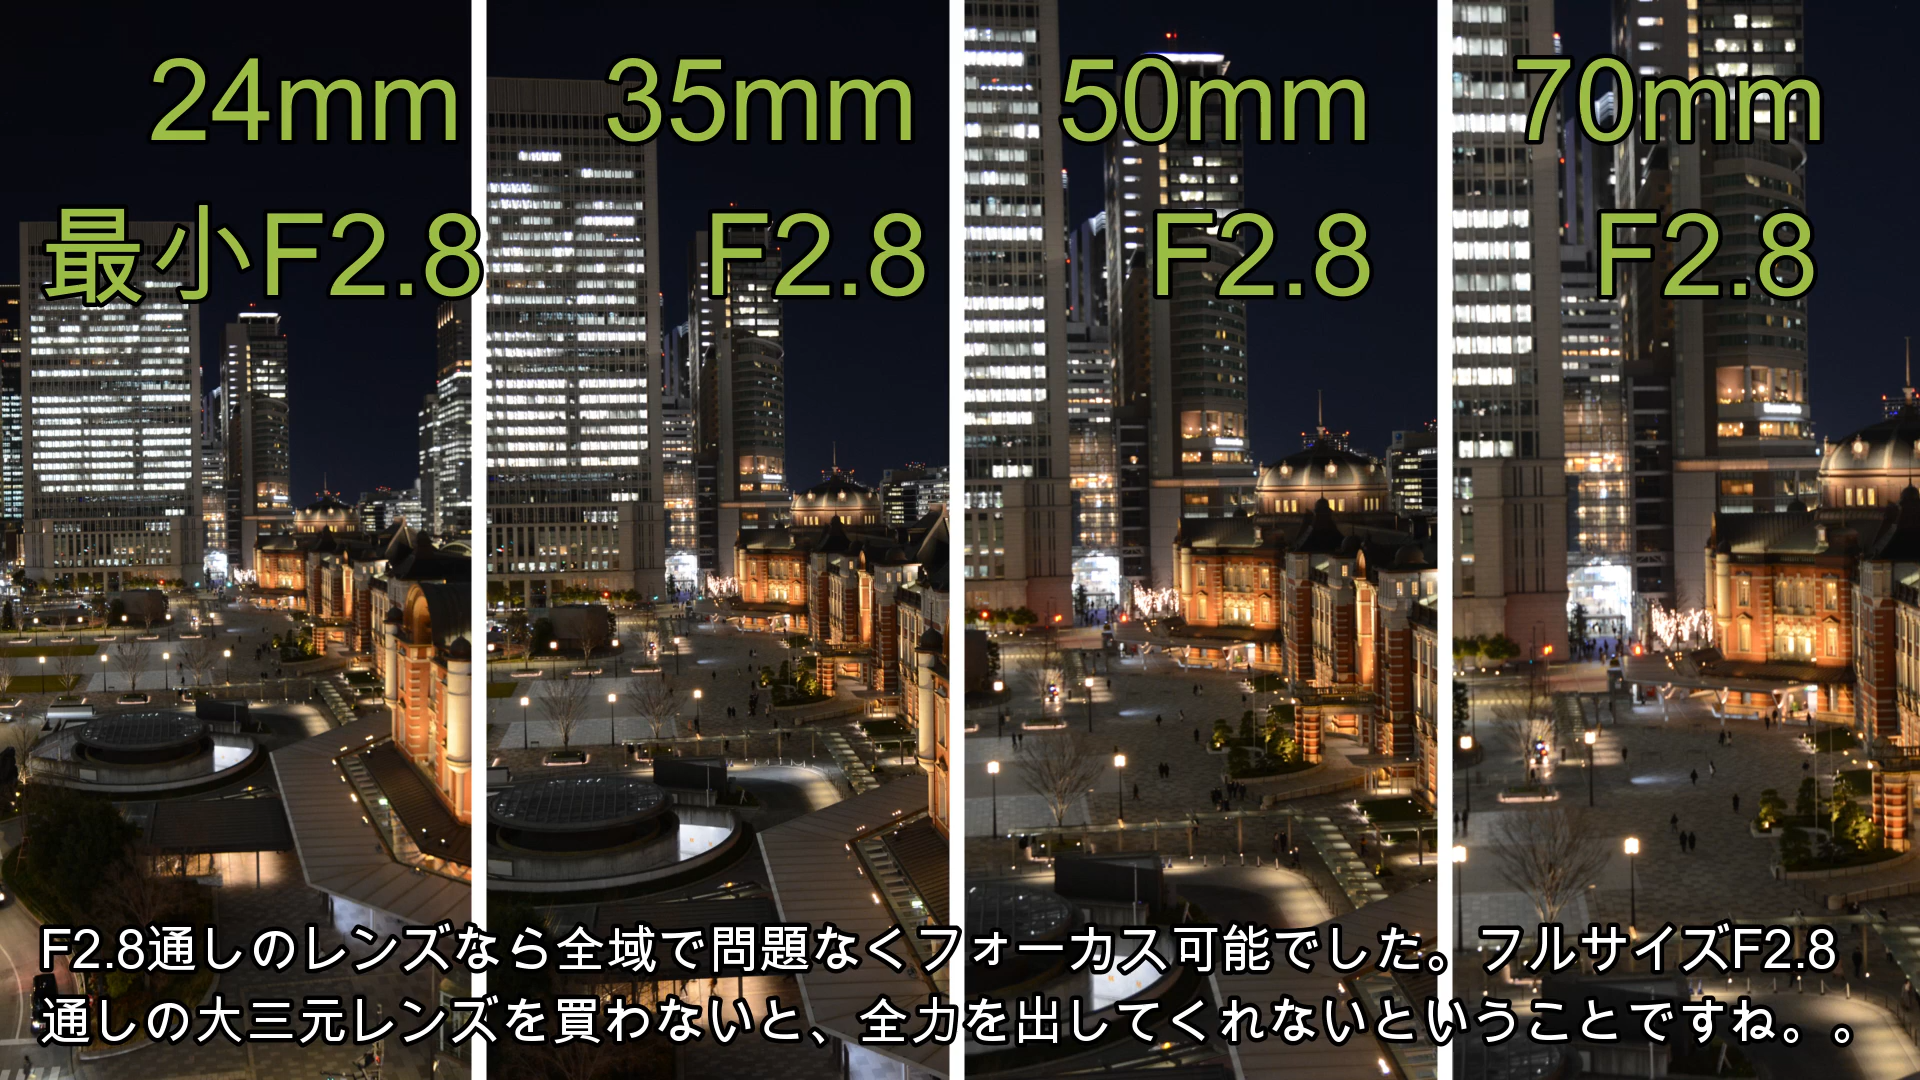 24mm 35mm 50mm 70mm
最小F2.8 F2.8 F2.8 F2.8
F2.8通しのレンズなら全域で問題なくフォーカス可能でした。フルサイズF2.8
通しの大三元レンズを買わないと、全力を出してくれないということですね。。